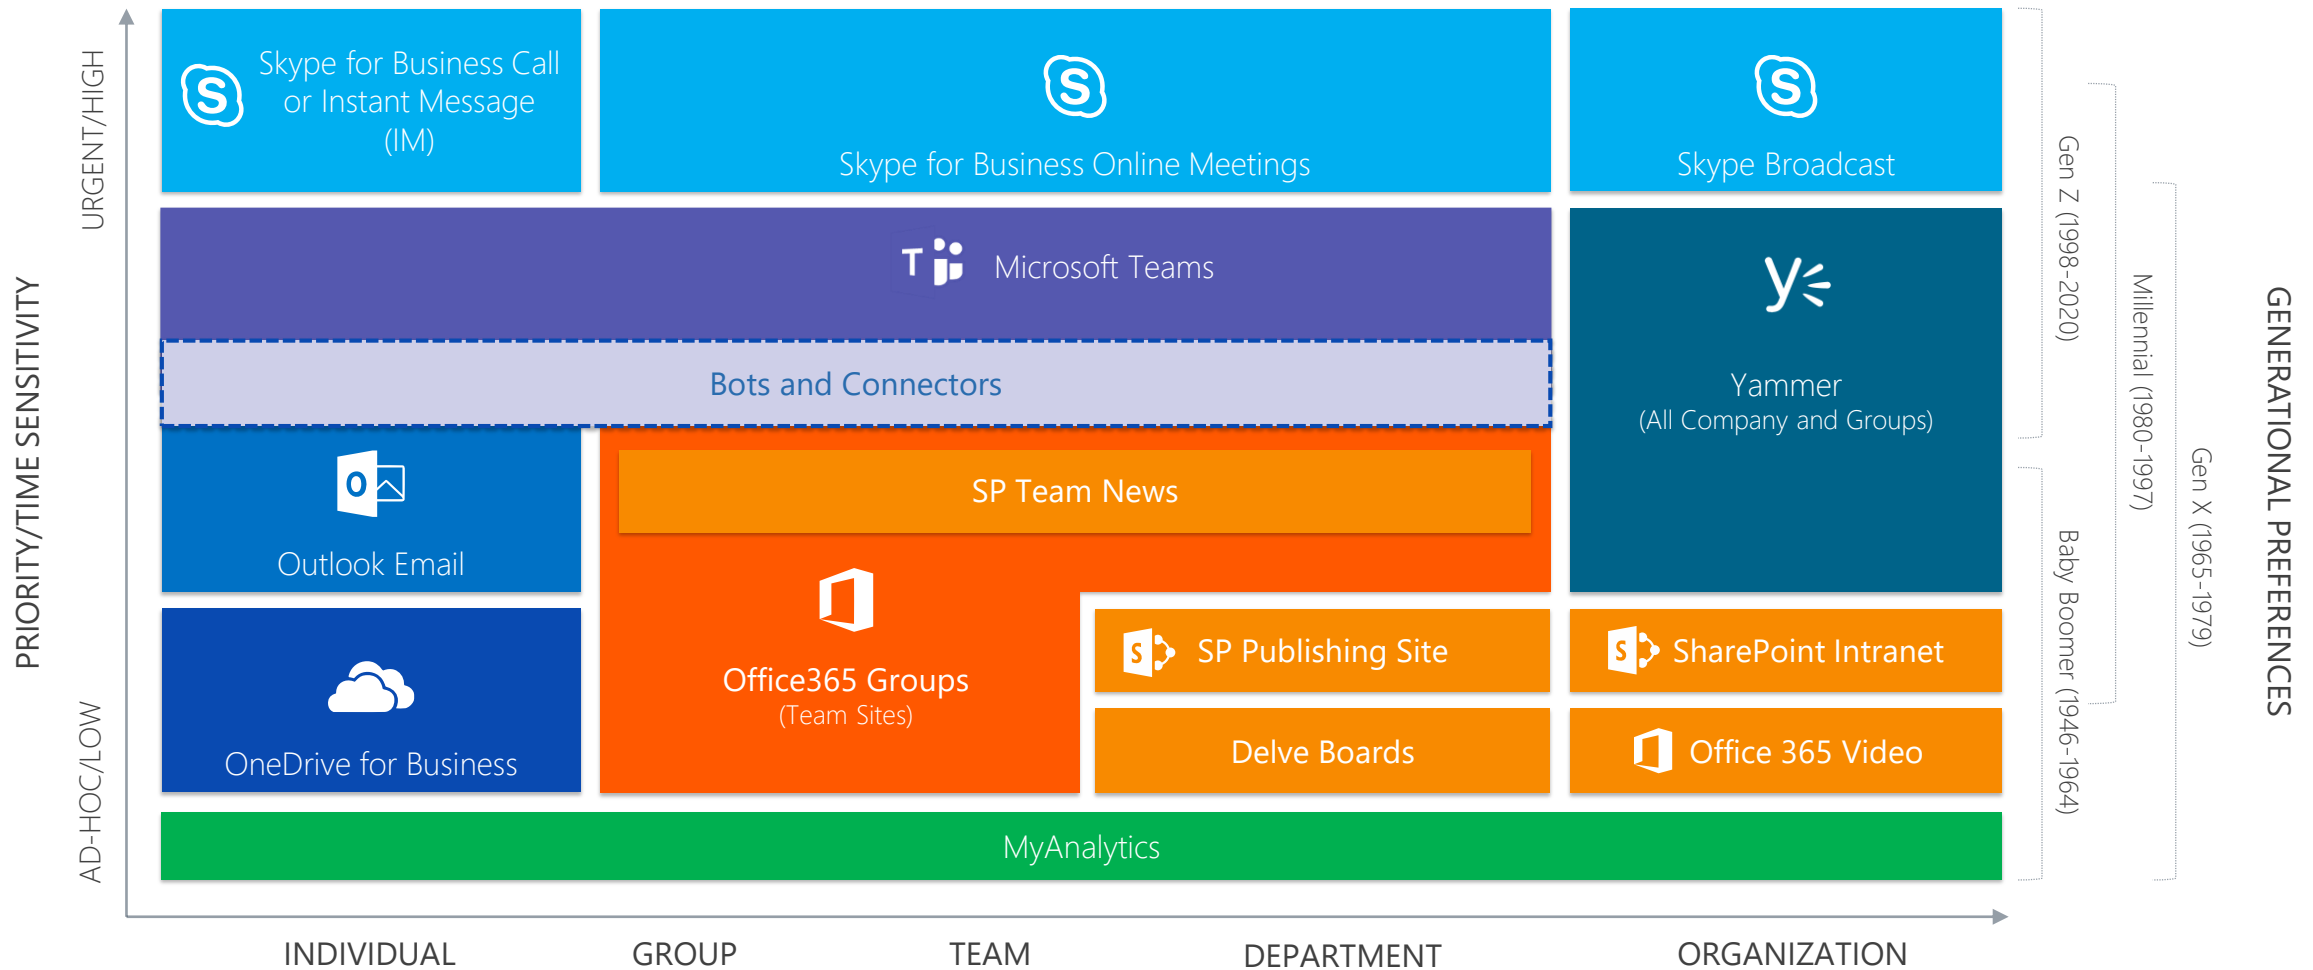 URGENT/HIGH
PRIORITY/TIME SENSITIVITY
AD-HOC/LOW
Skype for Business Call
or Instant Message
(IM)
Skype for Business Online Meetings
Skype Broadcast
Microsoft Teams
Bots and Connectors
Yammer
(All Company and Groups)
Outlook Email
SP Team News
Office365 Groups
(Team Sites)
OneDrive for Business
SP Publishing Site
SharePoint Intranet
Delve Boards
Office 365 Video
MyAnalytics
INDIVIDUAL
GROUP
TEAM
DEPARTMENT
ORGANIZATION
Gen Z (1998-2020)
Baby Boomer (1946-1964)
Millennial (1980-1997)
Gen X (1965-1979)
GENERATIONAL PREFERENCES